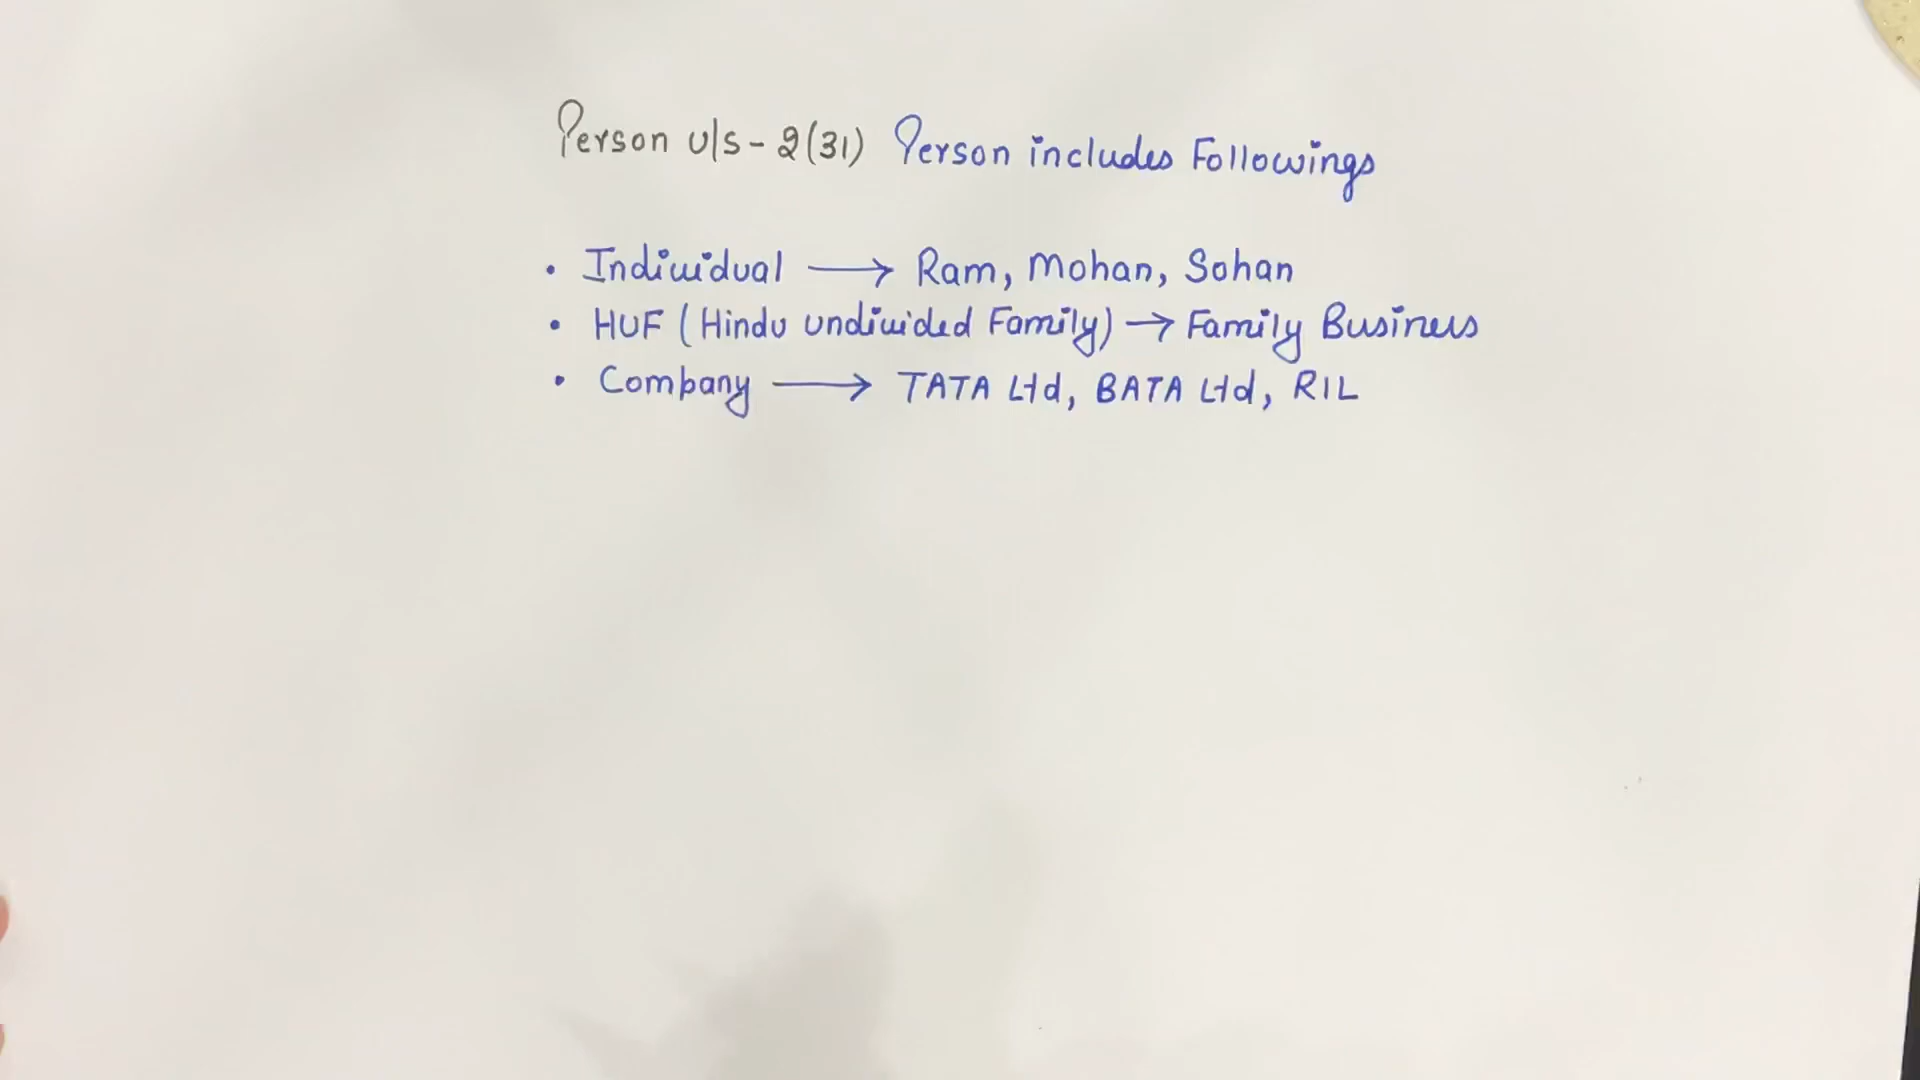 Person u/s - 2(31) Person includes Followings
• Individual → Ram, Mohan, Sohan
• HUF (Hindu undivided Family) → Family Business
• Company → TATA Ltd, BATA Ltd, RIL